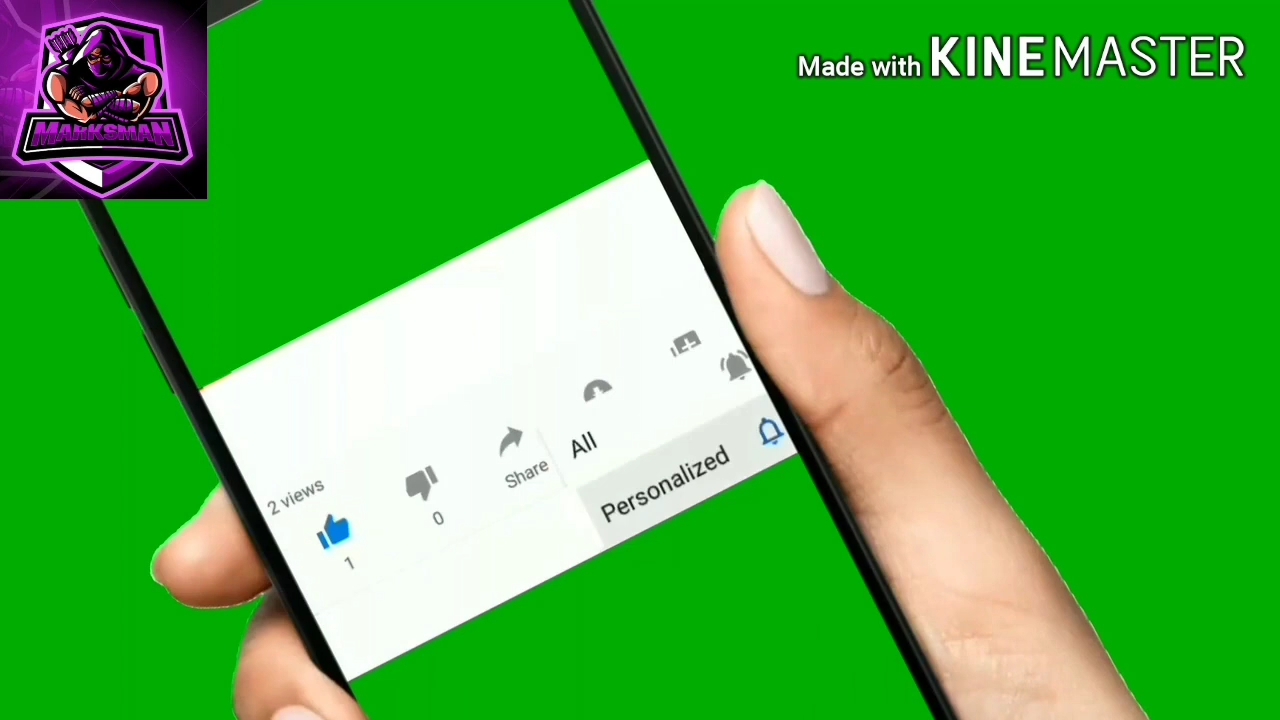 MARKSMAN
Made with KINEMASTER
2 views
1
0
Share
All
Personalized